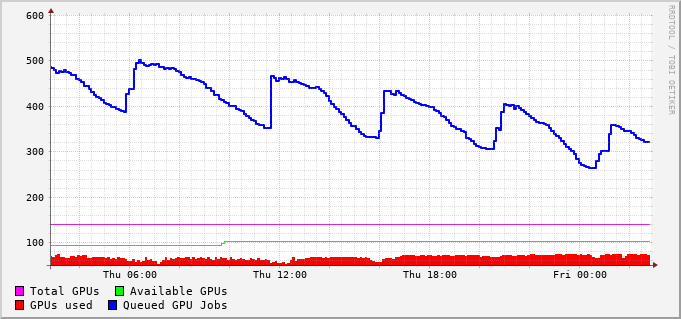 600
500
400
300
200
100
Thu 06:00 Thu 12:00 Thu 18:00 Fri 00:00
Total GPUs Available GPUs
GPUs used Queued GPU Jobs
RRDTOOL / TOBI OETIKER